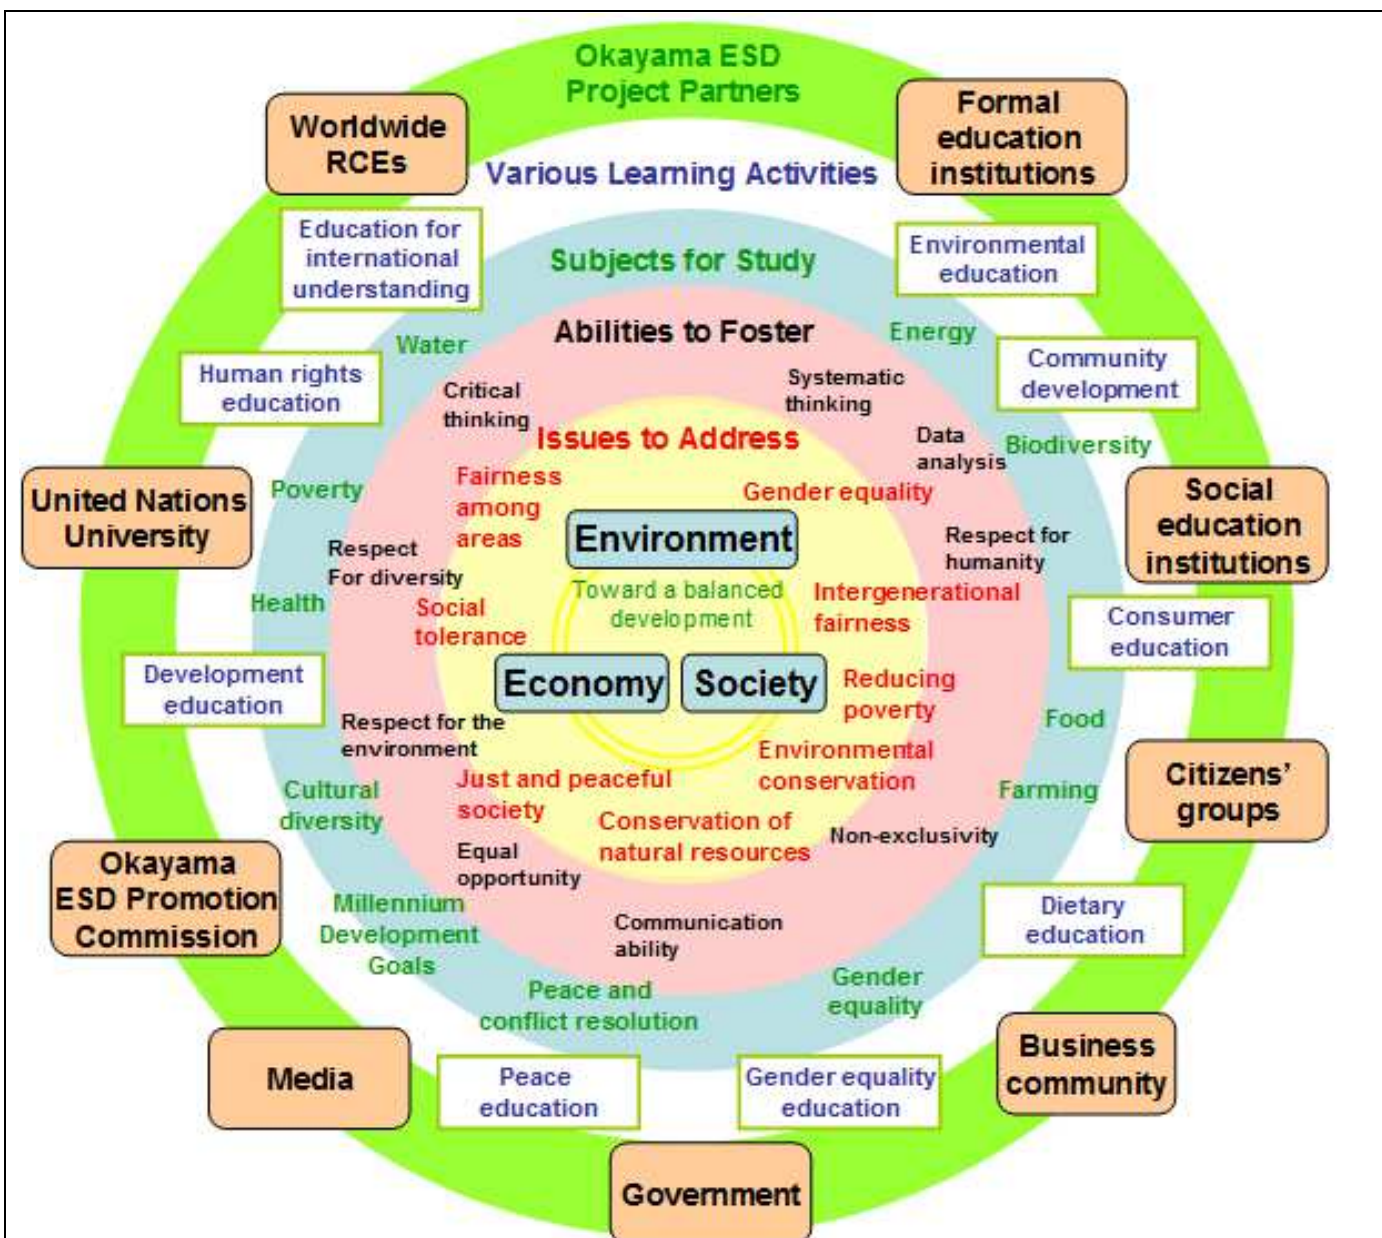 Okayama ESD
Project Partners
Worldwide
RCEs
Formal
education
institutions
Various Learning Activities
Education for
international
understanding
Environmental
education
Subjects for Study
Water
Abilities to Foster
Energy
Human rights
education
Community
development
Critical
thinking
Systematic
thinking
Issues to Address
Data
analysis
Biodiversity
United Nations
University
Poverty
Fairness
among
areas
Gender equality
Social
education
institutions
Respect
For diversity
Environment
Respect for
humanity
Health
Social
tolerance
Toward a balanced
development
Intergenerational
fairness
Consumer
education
Development
education
Economy
Society
Reducing
poverty
Food
Respect for the
environment
Environmental
conservation
Citizens’
groups
Cultural
diversity
Just and peaceful
society
Farming
Conservation of
natural resources
Non-exclusivity
Okayama
ESD Promotion
Commission
Equal
opportunity
Millennium
Development
Goals
Communication
ability
Dietary
education
Peace and
conflict resolution
Gender
equality
Media
Peace
education
Gender equality
education
Business
community
Government